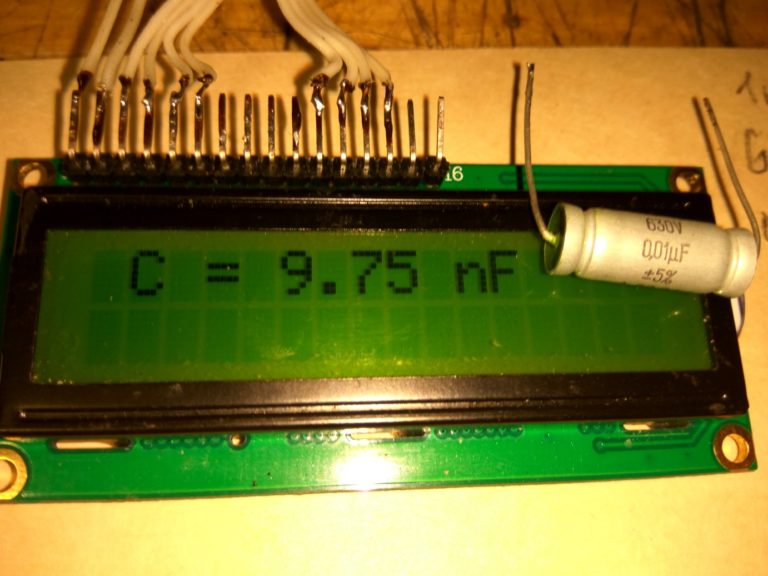 16
C = 9.75 nF
630V
0,01µF
±5%